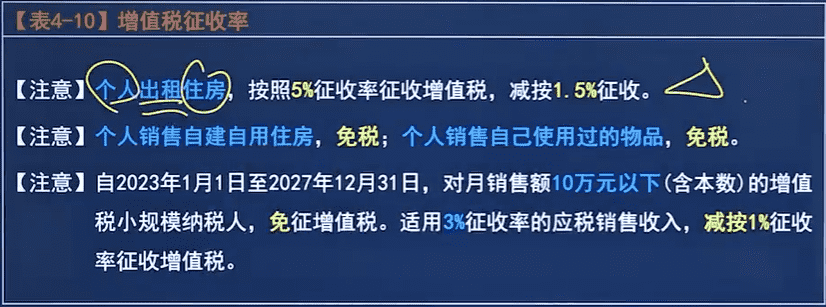 【表4-10】增值税征收率
【注意】个人出租住房，按照5%征收率征收增值税，减按1.5%征收。
【注意】个人销售自建自用住房，免税；个人销售自己使用过的物品，免税。
【注意】自2023年1月1日至2027年12月31日，对月销售额10万元以下(含本数)的增值
税小规模纳税人，免征增值税。适用3%征收率的应税销售收入，减按1%征收
率征收增值税。